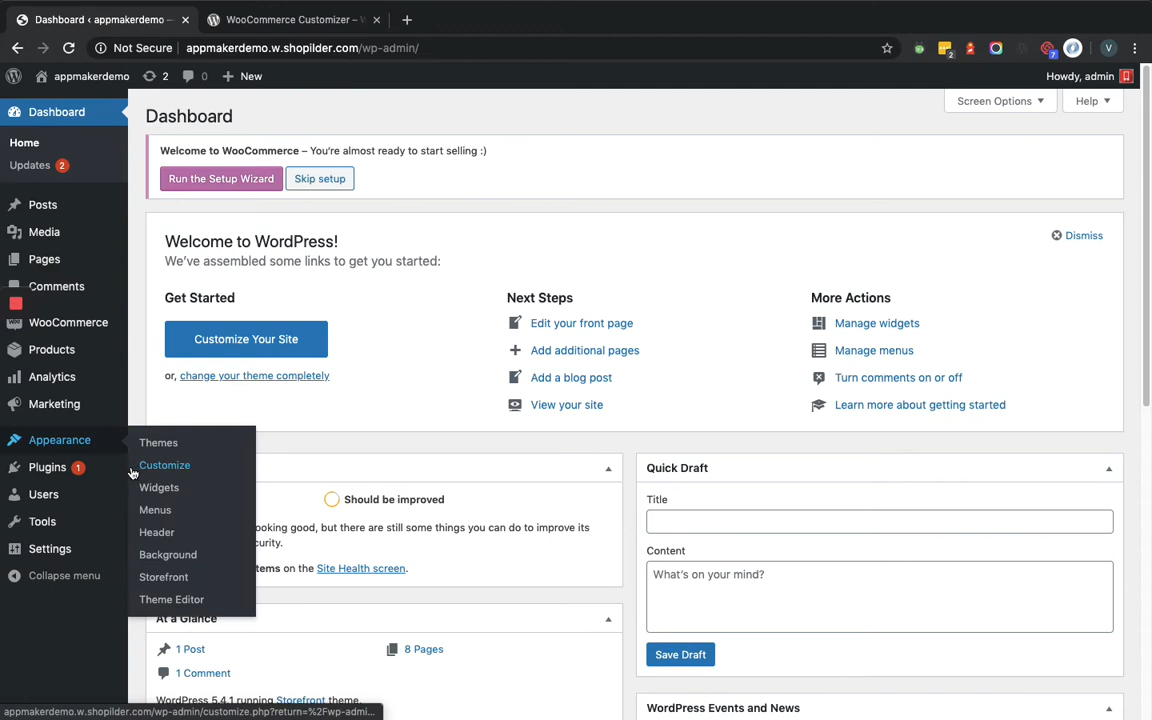 Dashboard < appmakerdemo —
WooCommerce Customizer –
Not Secure
appmakerdemo.w.shopilder.com/wp-admin/
2
7
V
appmakerdemo
2
0
New
Howdy, admin
Dashboard
Home
Updates 2
Posts
Media
Pages
Comments
WooCommerce
Products
Analytics
Marketing
Appearance
Plugins 1
Users
Tools
Settings
Collapse menu
Themes
Customize
Widgets
Menus
Header
Background
Storefront
Theme Editor
Dashboard
Screen Options
Help
Welcome to WooCommerce – You're almost ready to start selling :)
Run the Setup Wizard
Skip setup
Welcome to WordPress!
We've assembled some links to get you started:
Dismiss
Get Started
Customize Your Site
or, change your theme completely
Next Steps
Edit your front page
Add additional pages
Add a blog post
View your site
More Actions
Manage widgets
Manage menus
Turn comments on or off
Learn more about getting started
Should be improved
ooking good, but there are still some things you can do to improve its
curity.
tems on the Site Health screen.
At a Glance
1 Post
8 Pages
1 Comment
WordPress 5.4.1 running Storefront theme.
Quick Draft
Title
Content
What's on your mind?
Save Draft
WordPress Events and News
appmakerdemo.w.shopilder.com/wp-admin/customize.php?return=%2Fwp-admi...